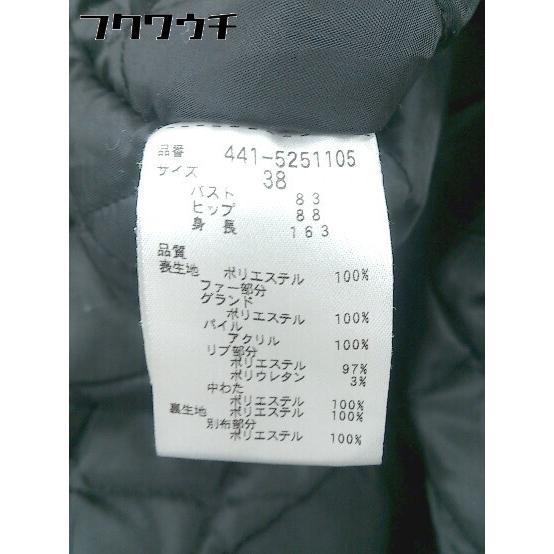 フクウウチ
品番 441-5251105
サイズ 38
バスト 83
ヒップ 88
身長 163
品質
表生地 ポリエステル 100%
ファー部分
グランド
ポリエステル 100%
パイル
アクリル 100%
リブ部分
ポリエステル 97%
ポリウレタン 3%
中わた
ポリエステル 100%
裏生地 ポリエステル 100%
別布部分
ポリエステル 100%